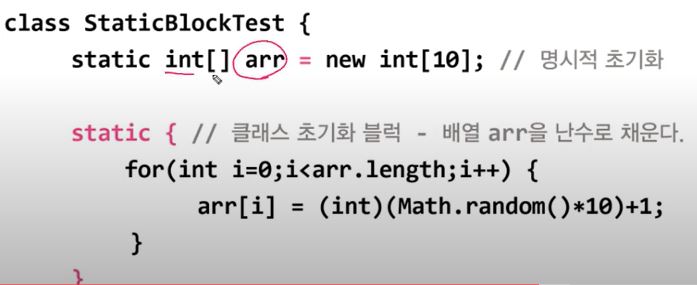 class StaticBlockTest {
static int[] arr = new int[10]; // 명시적 초기화
static { // 클래스 초기화 블럭 - 배열 arr을 난수로 채운다.
for(int i=0;i<arr.length;i++) {
arr[i] = (int)(Math.random()*10)+1;
}
}